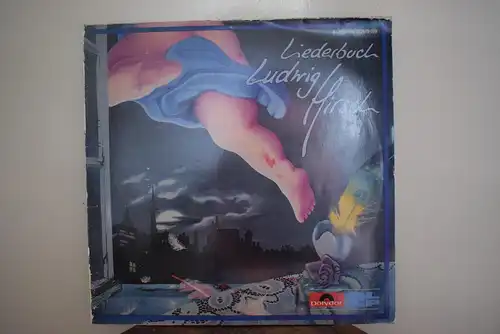 Liederbuch
Ludwig Hirsch
polydor